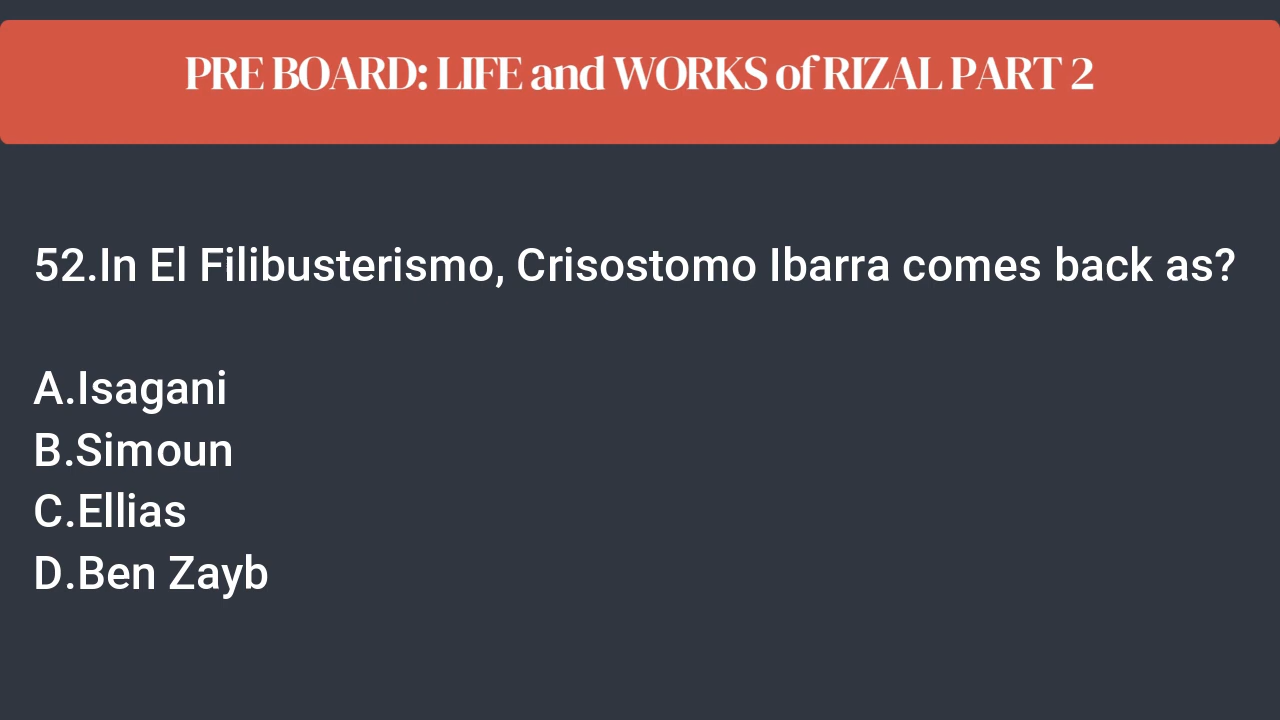 PRE BOARD: LIFE and WORKS of RIZAL PART 2
52.In El Filibusterismo, Crisostomo Ibarra comes back as?
A.Isagani
B.Simoun
C.Ellias
D.Ben Zayb